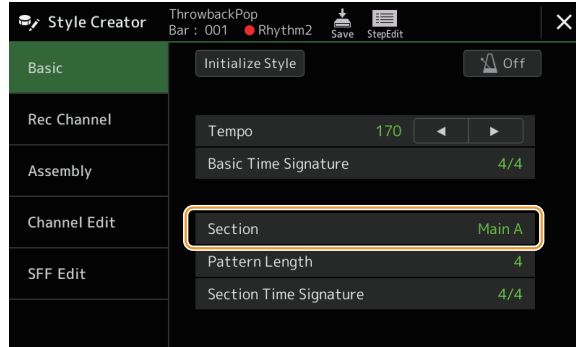 Style Creator
ThrowbackPop
Bar : 001 Rhythm2
Save
StepEdit
Basic
Initialize Style
Off
Rec Channel
Tempo 170
Basic Time Signature 4/4
Assembly
Channel Edit
Section Main A
Pattern Length 4
SFF Edit
Section Time Signature 4/4